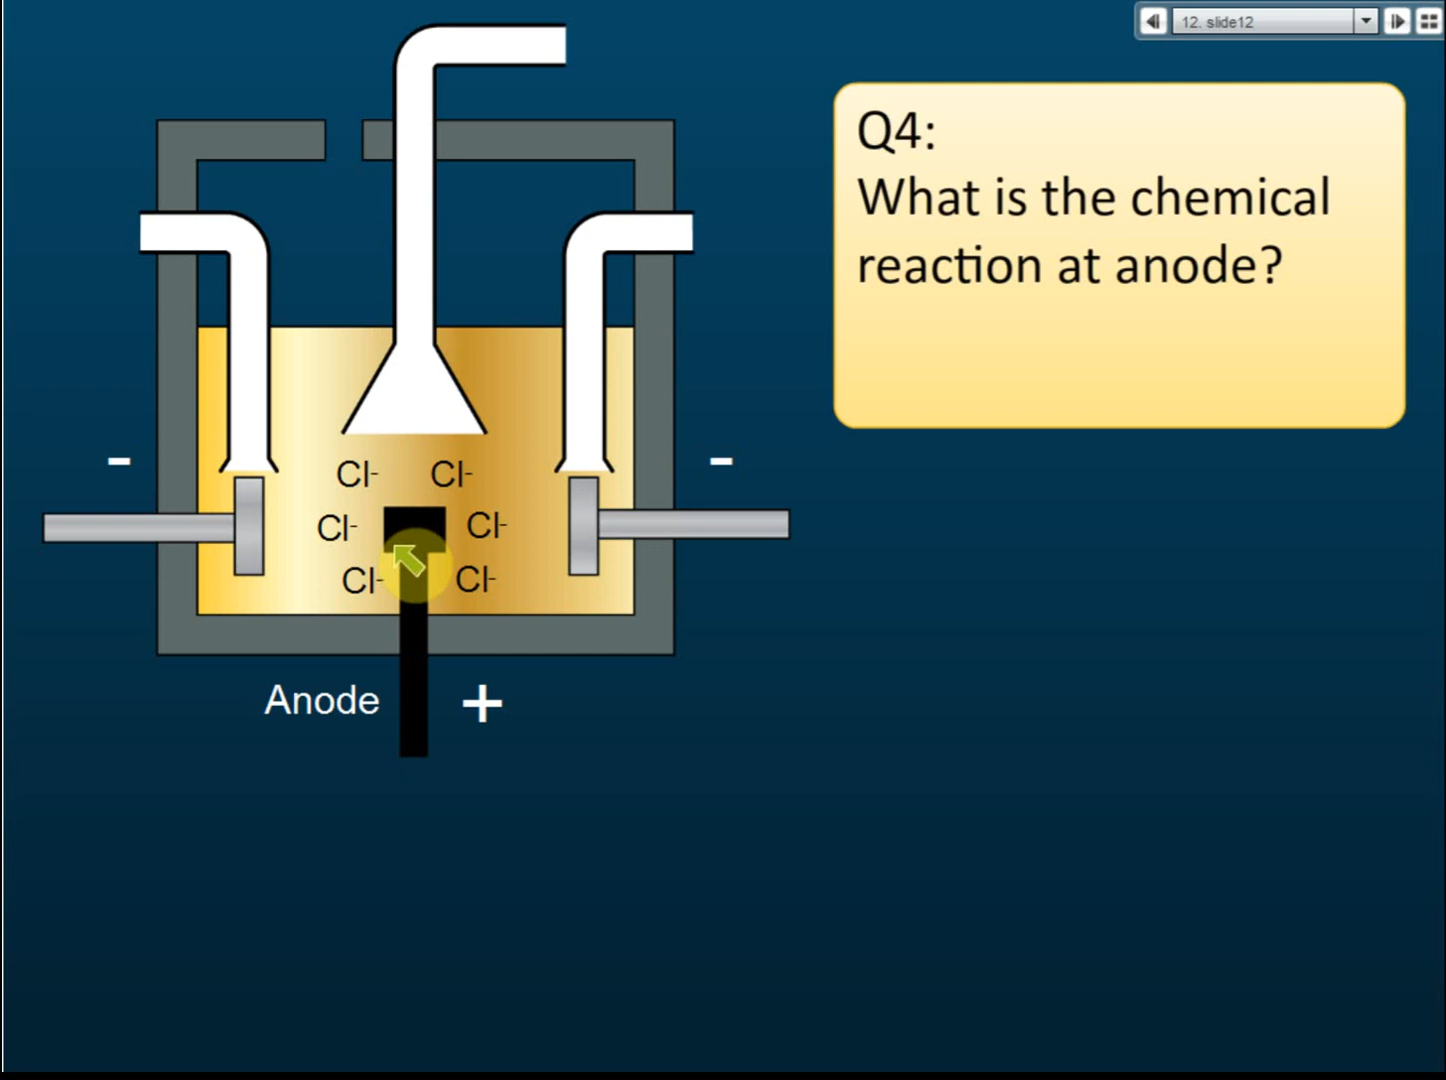 12. slide12
Q4:
What is the chemical
reaction at anode?
-
-
Cl-
Cl-
Cl-
Cl-
Cl-
Cl-
Anode
+